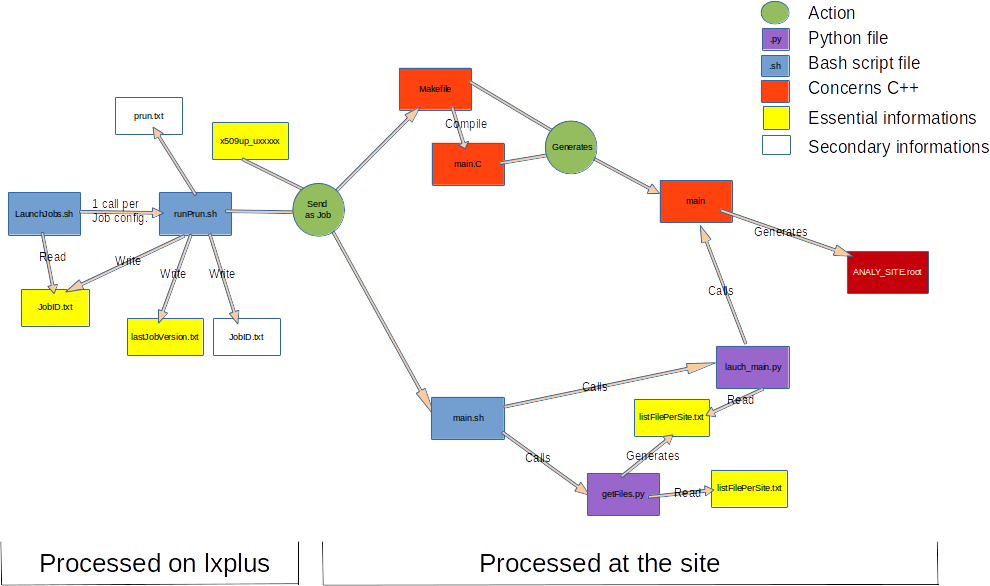 Action
.py
Python file
.sh
Bash script file
Concerns C++
Essential informations
Secondary informations
Makefile
prun.txt
Compile
x509up_uxxxxx
Generates
main.C
LaunchJobs.sh
1 call per
Job config.
runPrun.sh
Send
as Job
main
Generates
Read
Write
Write
Write
ANALY_SITE.root
Calls
JobID.txt
lastJobVersion.txt
JobID.txt
lauch_main.py
Calls
Read
main.sh
listFilePerSite.txt
Calls
Generates
getFiles.py
Read
listFilePerSite.txt
Processed on lxplus
Processed at the site